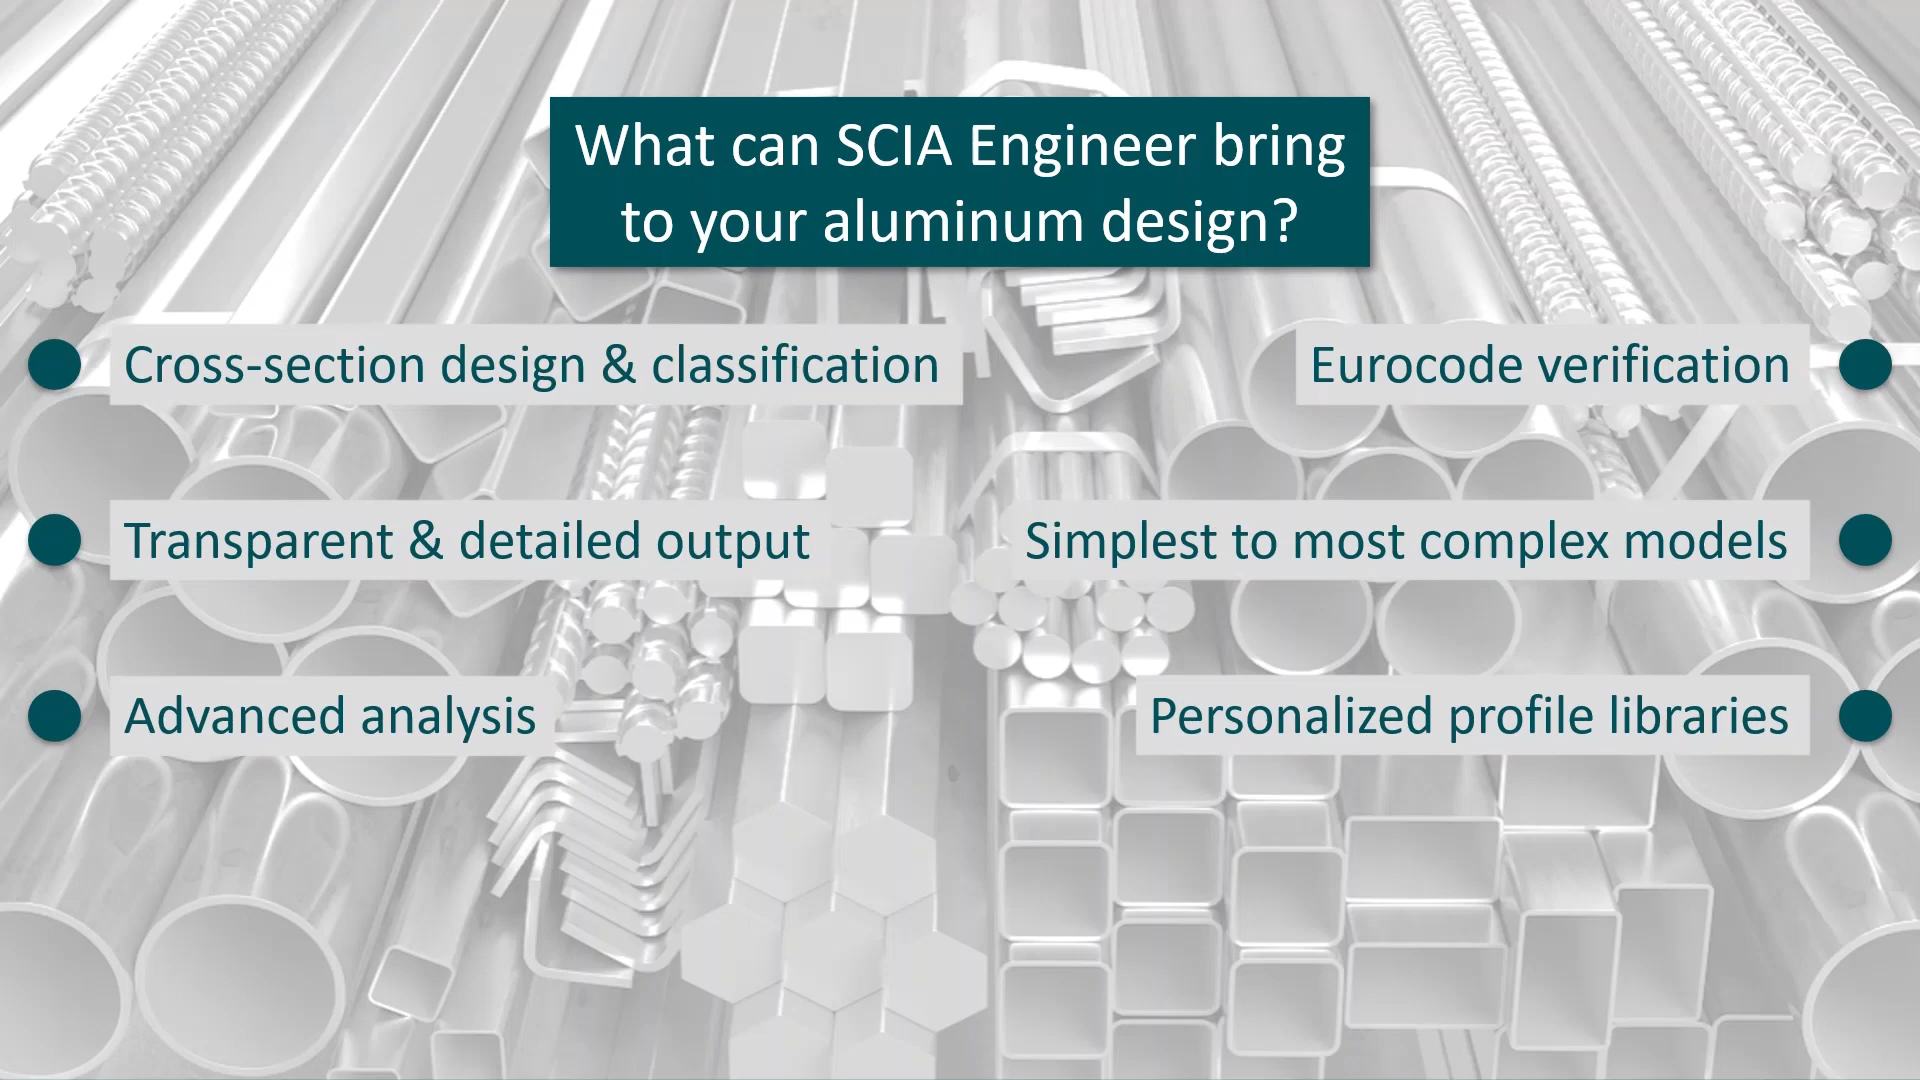 What can SCIA Engineer bring
to your aluminum design?
Cross-section design & classification
Eurocode verification
Transparent & detailed output
Simplest to most complex models
Advanced analysis
Personalized profile libraries